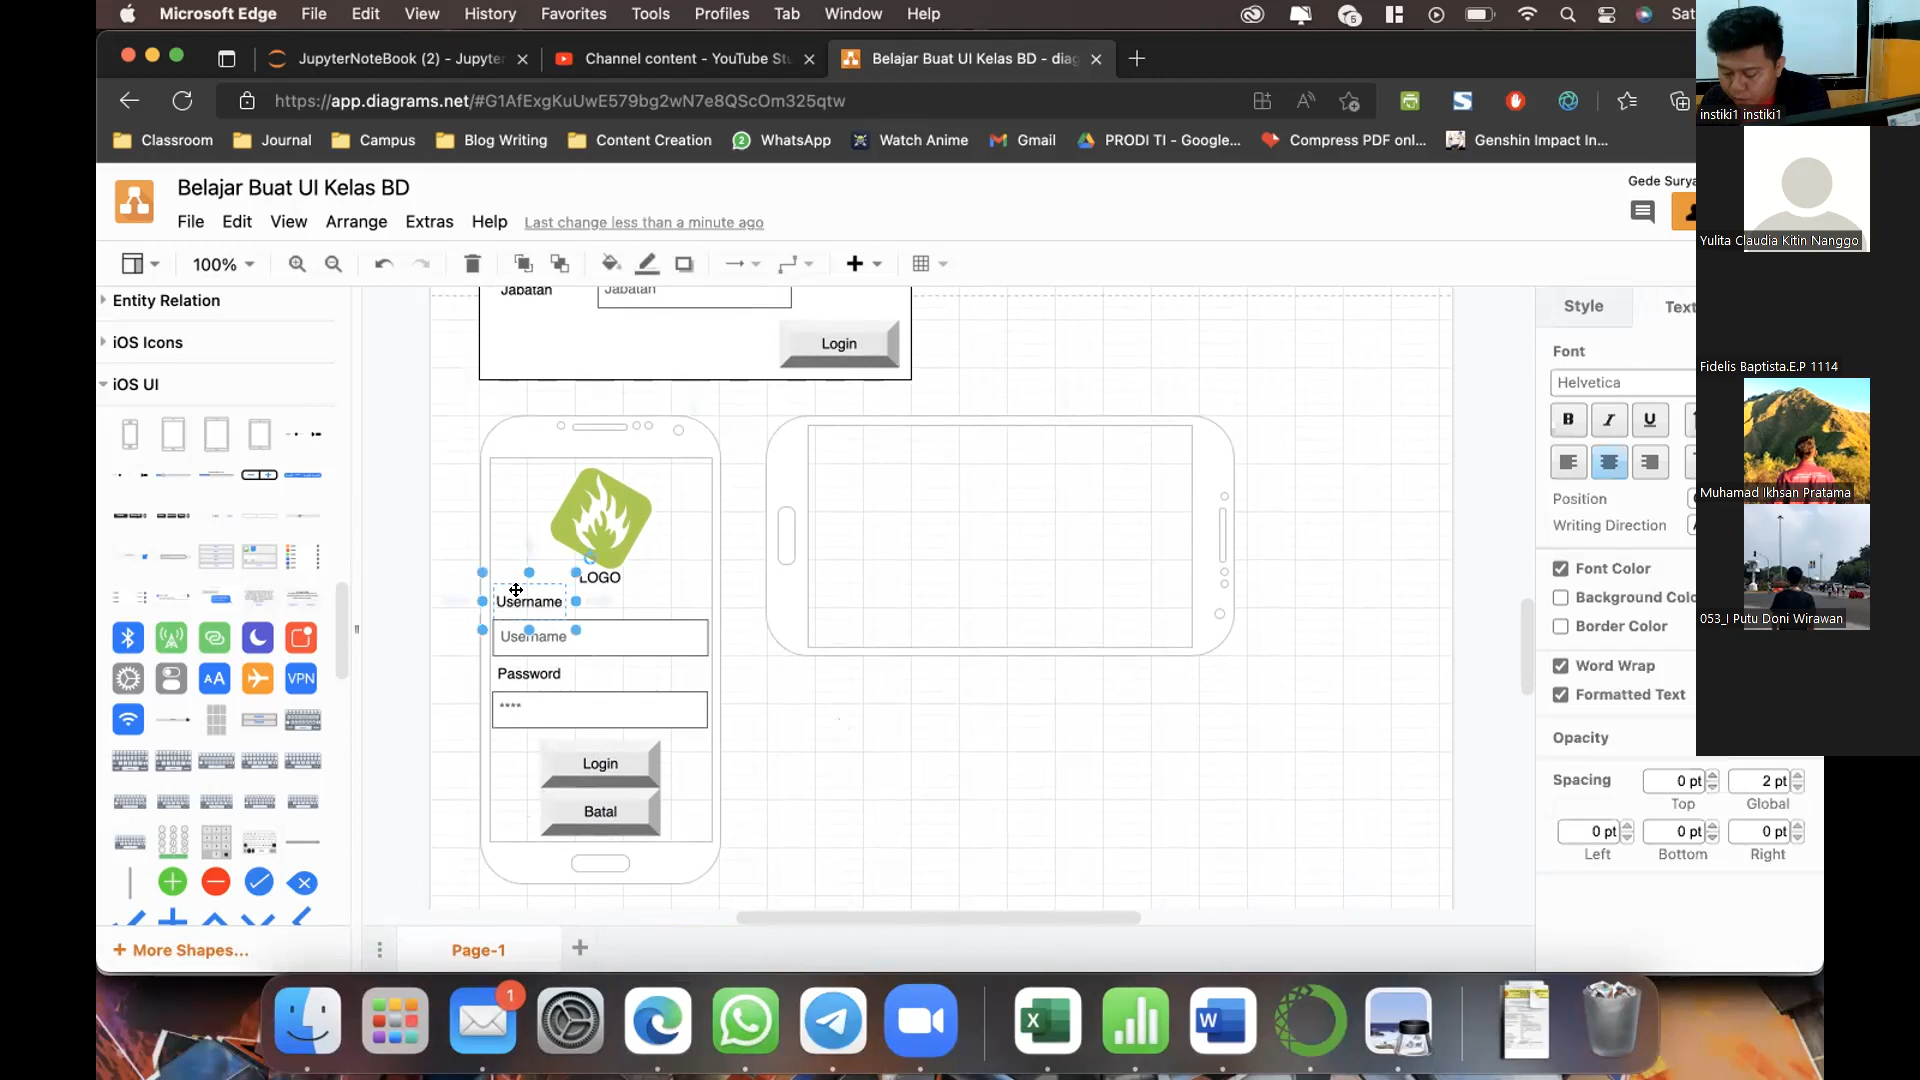 Microsoft Edge File Edit View History Favorites Tools Profiles Tab Window Help 5 Sat
JupyterNoteBook (2) - Jupyter
Channel content - YouTube Stu
Belajar Buat UI Kelas BD - diag
https://app.diagrams.net/#G1AfExgKuUwE579bg2wN7e8QScOm325qtw
Classroom Journal Campus Blog Writing Content Creation 2 WhatsApp Watch Anime Gmail PRODI TI - Google... Compress PDF onl... Genshin Impact In...
Belajar Buat UI Kelas BD
Gede Surya
File Edit View Arrange Extras Help Last change less than a minute ago
100%
Entity Relation
iOS Icons
iOS UI
AA
VPN
More Shapes...
Jabatan
Jabatan
Login
LOGO
Username
Username
Password
****
Login
Batal
Page-1
Style Text
Font
Helvetica
B I U
Position
Writing Direction
Font Color
Background Colo
Border Color
Word Wrap
Formatted Text
Opacity
Spacing 0 pt 2 pt
Top Global
0 pt 0 pt 0 pt
Left Bottom Right
instiki1 instiki1
Yulita Claudia Kitin Nanggo
Fidelis Baptista.E.P 1114
Muhamad Ikhsan Pratama
053_I Putu Doni Wirawan
1
X
W